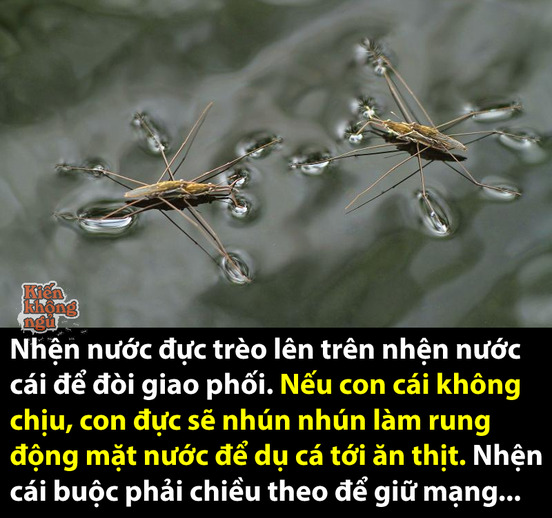 Kiến
không
ngủ
Nhện nước đực trèo lên trên nhện nước
cái để đòi giao phối. Nếu con cái không
chịu, con đực sẽ nhún nhún làm rung
động mặt nước để dụ cá tới ăn thịt. Nhện
cái buộc phải chiều theo để giữ mạng...